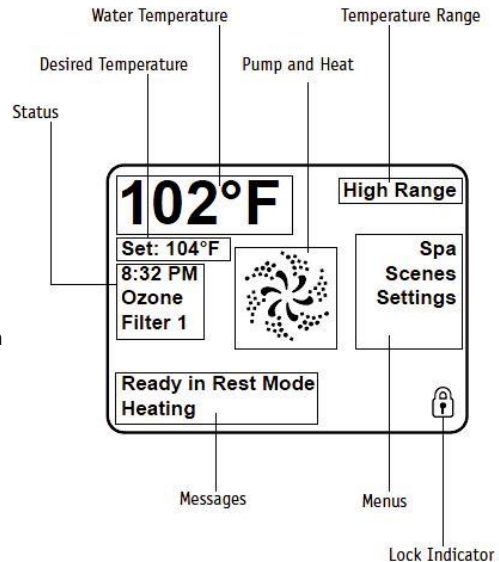 Water Temperature
Temperature Range
Desired Temperature
Pump and Heat
Status
102°F
High Range
Set: 104°F
8:32 PM
Ozone
Filter 1
Spa
Scenes
Settings
Ready in Rest Mode
Heating
Messages
Menus
Lock Indicator